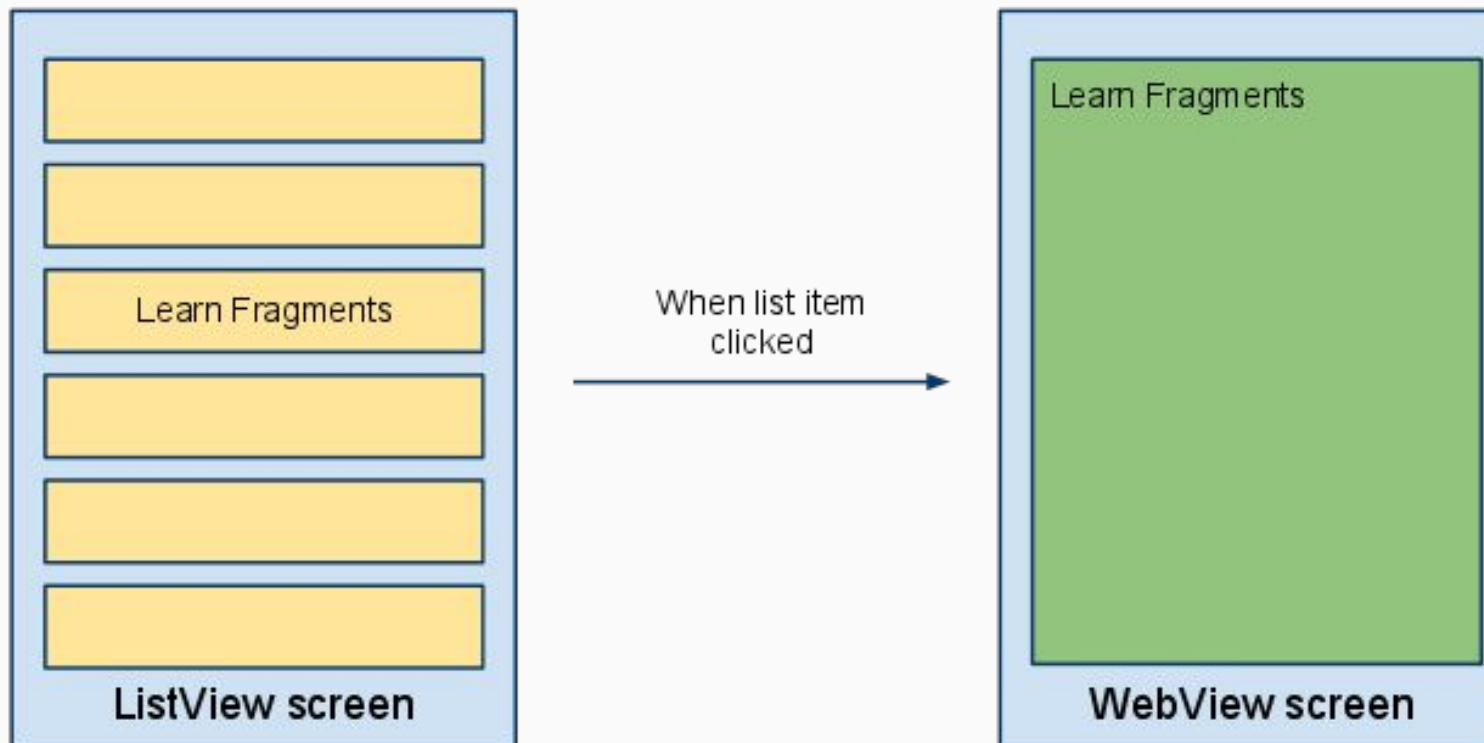 Learn Fragments
When list item
clicked
Learn Fragments
ListView screen
WebView screen